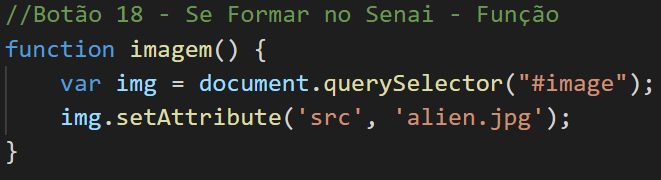 //Botão 18 - Se Formar no Senai - Função
function imagem() {
    var img = document.querySelector("#image");
    img.setAttribute('src', 'alien.jpg');
}